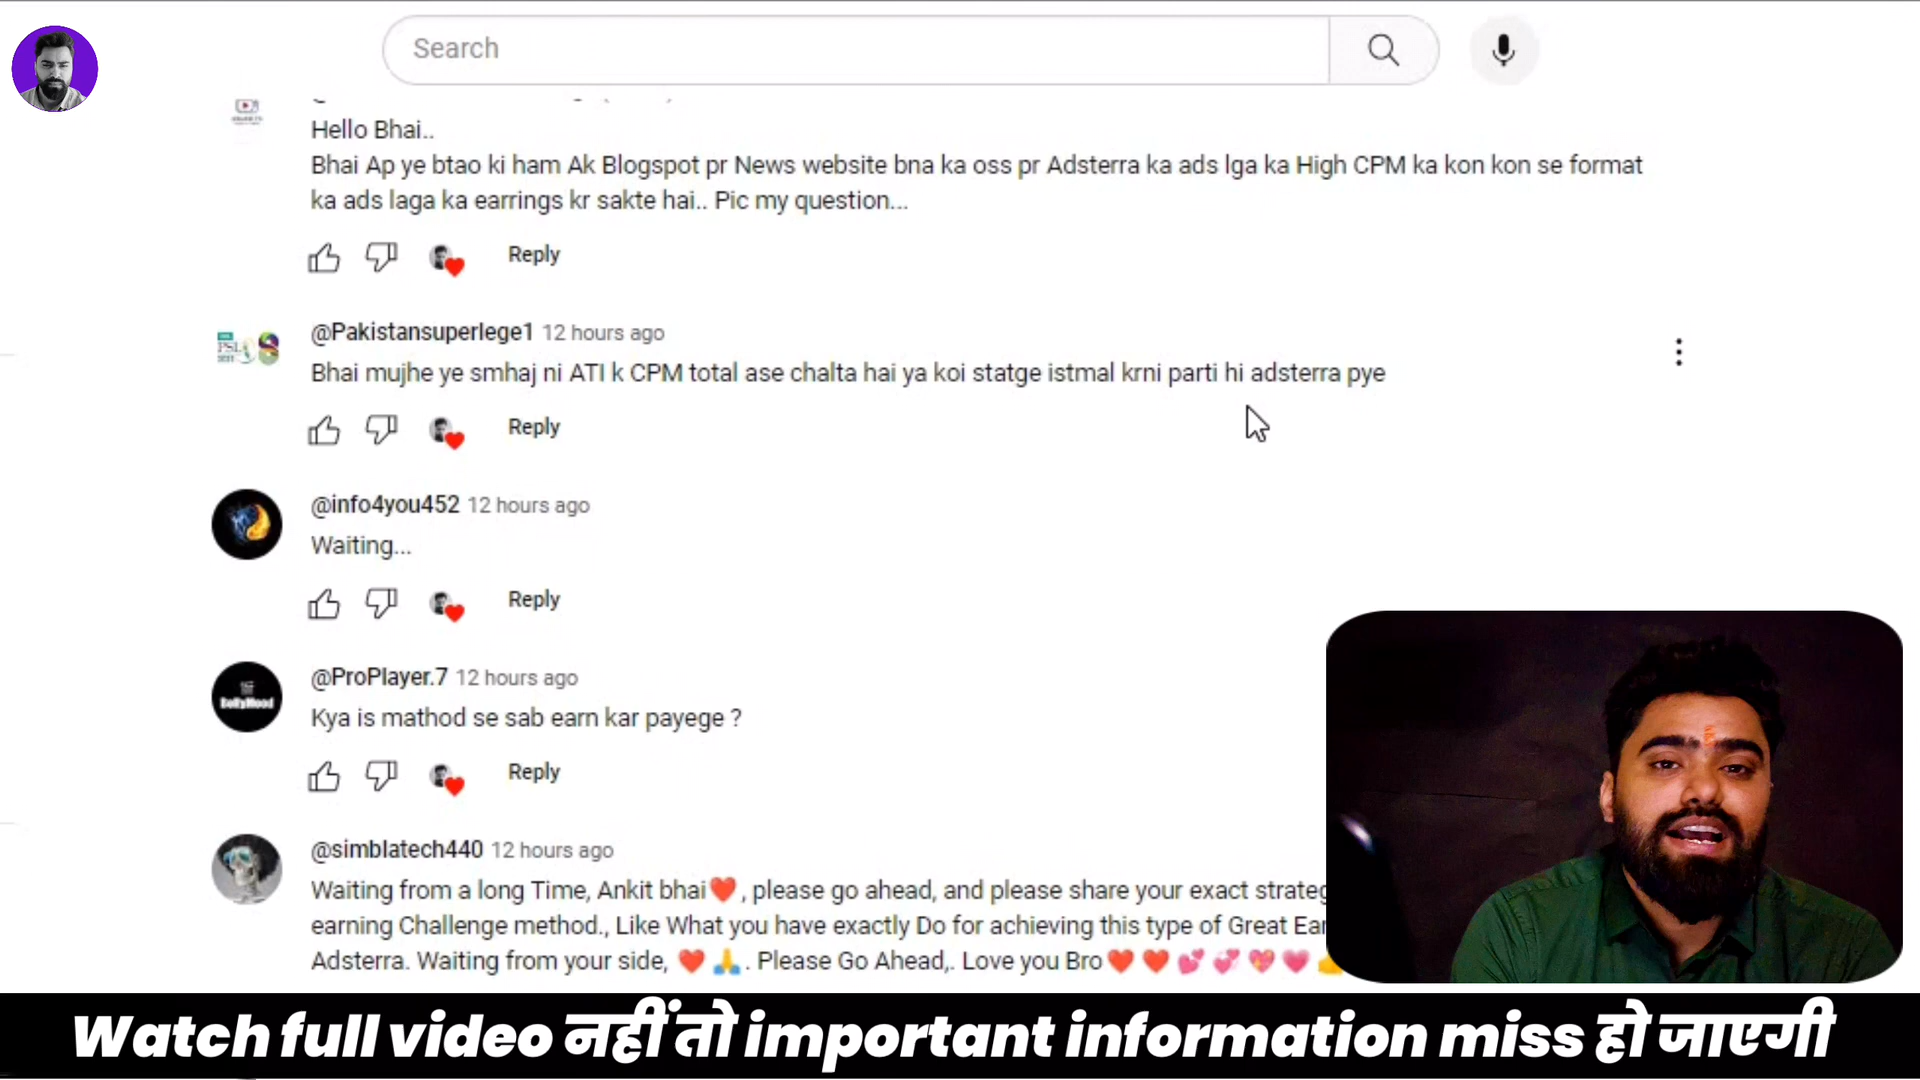 Search
Hello Bhai..
Bhai Ap ye btao ki ham Ak Blogspot pr News website bna ka oss pr Adsterra ka ads lga ka High CPM ka kon kon se format
ka ads laga ka earrings kr sakte hai.. Pic my question...
Reply
@Pakistansuperlege1 12 hours ago
Bhai mujhe ye smhaj ni ATI k CPM total ase chalta hai ya koi statge istmal krni parti hi adsterra pye
Reply
@info4you452 12 hours ago
Waiting...
Reply
@ProPlayer.7 12 hours ago
Kya is mathod se sab earn kar payege ?
Reply
@simblatech440 12 hours ago
Waiting from a long Time, Ankit bhai❤️, please go ahead, and please share your exact strateg
earning Challenge method., Like What you have exactly Do for achieving this type of Great Ear
Adsterra. Waiting from your side, ❤️🙏. Please Go Ahead,. Love you Bro❤️❤️💕💞💖💗
Watch full video नहीं तो important information miss हो जाएगी